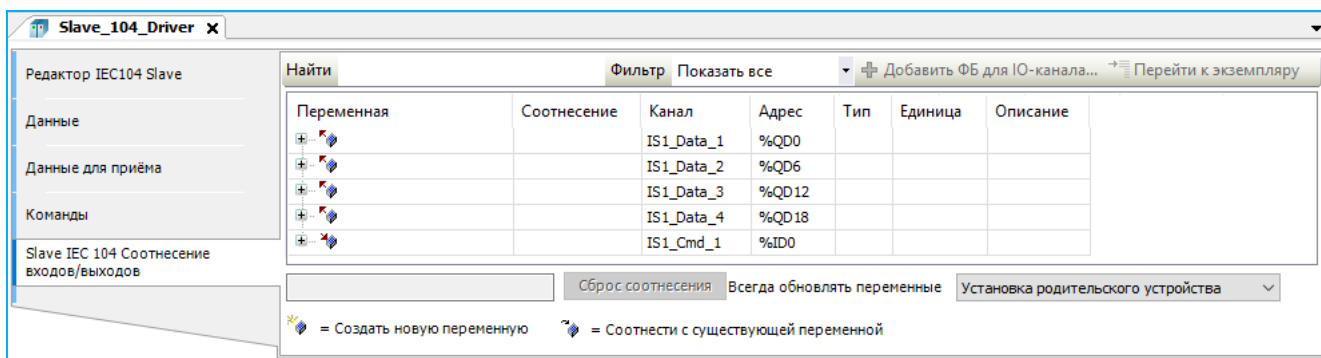 Slave_104_Driver x
Редактор IEC104 Slave
Данные
Данные для приёма
Команды
Slave IEC 104 Соотнесение
входов/выходов
Найти Фильтр Показать все Добавить ФБ для IO-канала... Перейти к экземпляру
Переменная Соотнесение Канал Адрес Тип Единица Описание
IS1_Data_1 %QD0
IS1_Data_2 %QD6
IS1_Data_3 %QD12
IS1_Data_4 %QD18
IS1_Cmd_1 %ID0
Сброс соотнесения Всегда обновлять переменные Установка родительского устройства
= Создать новую переменную = Соотнести с существующей переменной